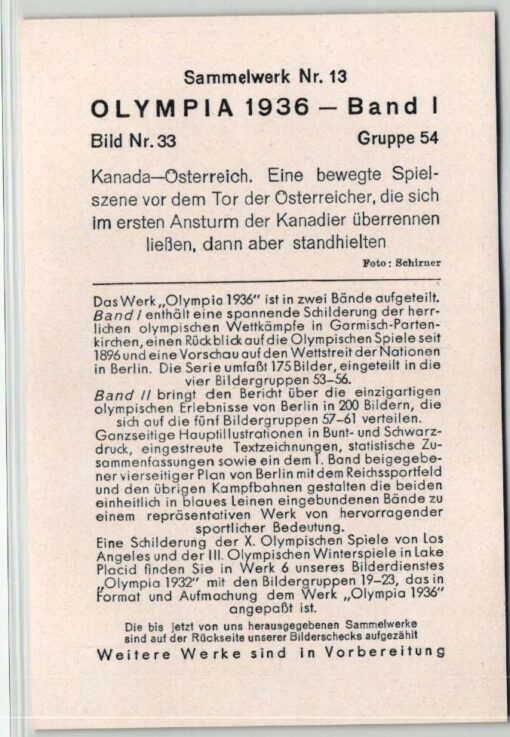 Sammelwerk Nr. 13
OLYMPIA 1936 – Band I
Bild Nr. 33 Gruppe 54
Kanada—Österreich. Eine bewegte Spiel-
szene vor dem Tor der Österreicher, die sich
im ersten Ansturm der Kanadier überrennen
ließen, dann aber standhielten
Foto: Schirner
Das Werk „Olympia 1936" ist in zwei Bände aufgeteilt.
Band I enthält eine spannende Schilderung der herr-
lichen olympischen Wettkämpfe in Garmisch-Parten-
kirchen, einen Rückblick auf die Olympischen Spiele seit
1896 und eine Vorschau auf den Wettstreit der Nationen
in Berlin. Die Serie umfaßt 175 Bilder, eingeteilt in die
vier Bildergruppen 53–56.
Band II bringt den Bericht über die einzigartigen
olympischen Erlebnisse von Berlin in 200 Bildern, die
sich auf die fünf Bildergruppen 57–61 verteilen.
Ganzseitige Hauptillustrationen in Bunt- und Schwarz-
druck, eingestreute Textzeichnungen, statistische Zu-
sammenfassungen sowie ein dem I. Band beigegebe-
ner vierseitiger Plan von Berlin mit dem Reichssportfeld
und den übrigen Kampfbahnen gestalten die beiden
einheitlich in blaues Leinen eingebundenen Bände zu
einem repräsentativen Werk von hervorragender
sportlicher Bedeutung.
Eine Schilderung der X. Olympischen Spiele von Los
Angeles und der III. Olympischen Winterspiele in Lake
Placid finden Sie in Werk 6 unseres Bilderdienstes
„Olympia 1932" mit den Bildergruppen 19–23, das in
Format und Aufmachung dem Werk „Olympia 1936"
angepaßt ist.
Die bis jetzt von uns herausgegebenen Sammelwerke
sind auf der Rückseite unserer Bilderschecks aufgezählt
Weitere Werke sind in Vorbereitung